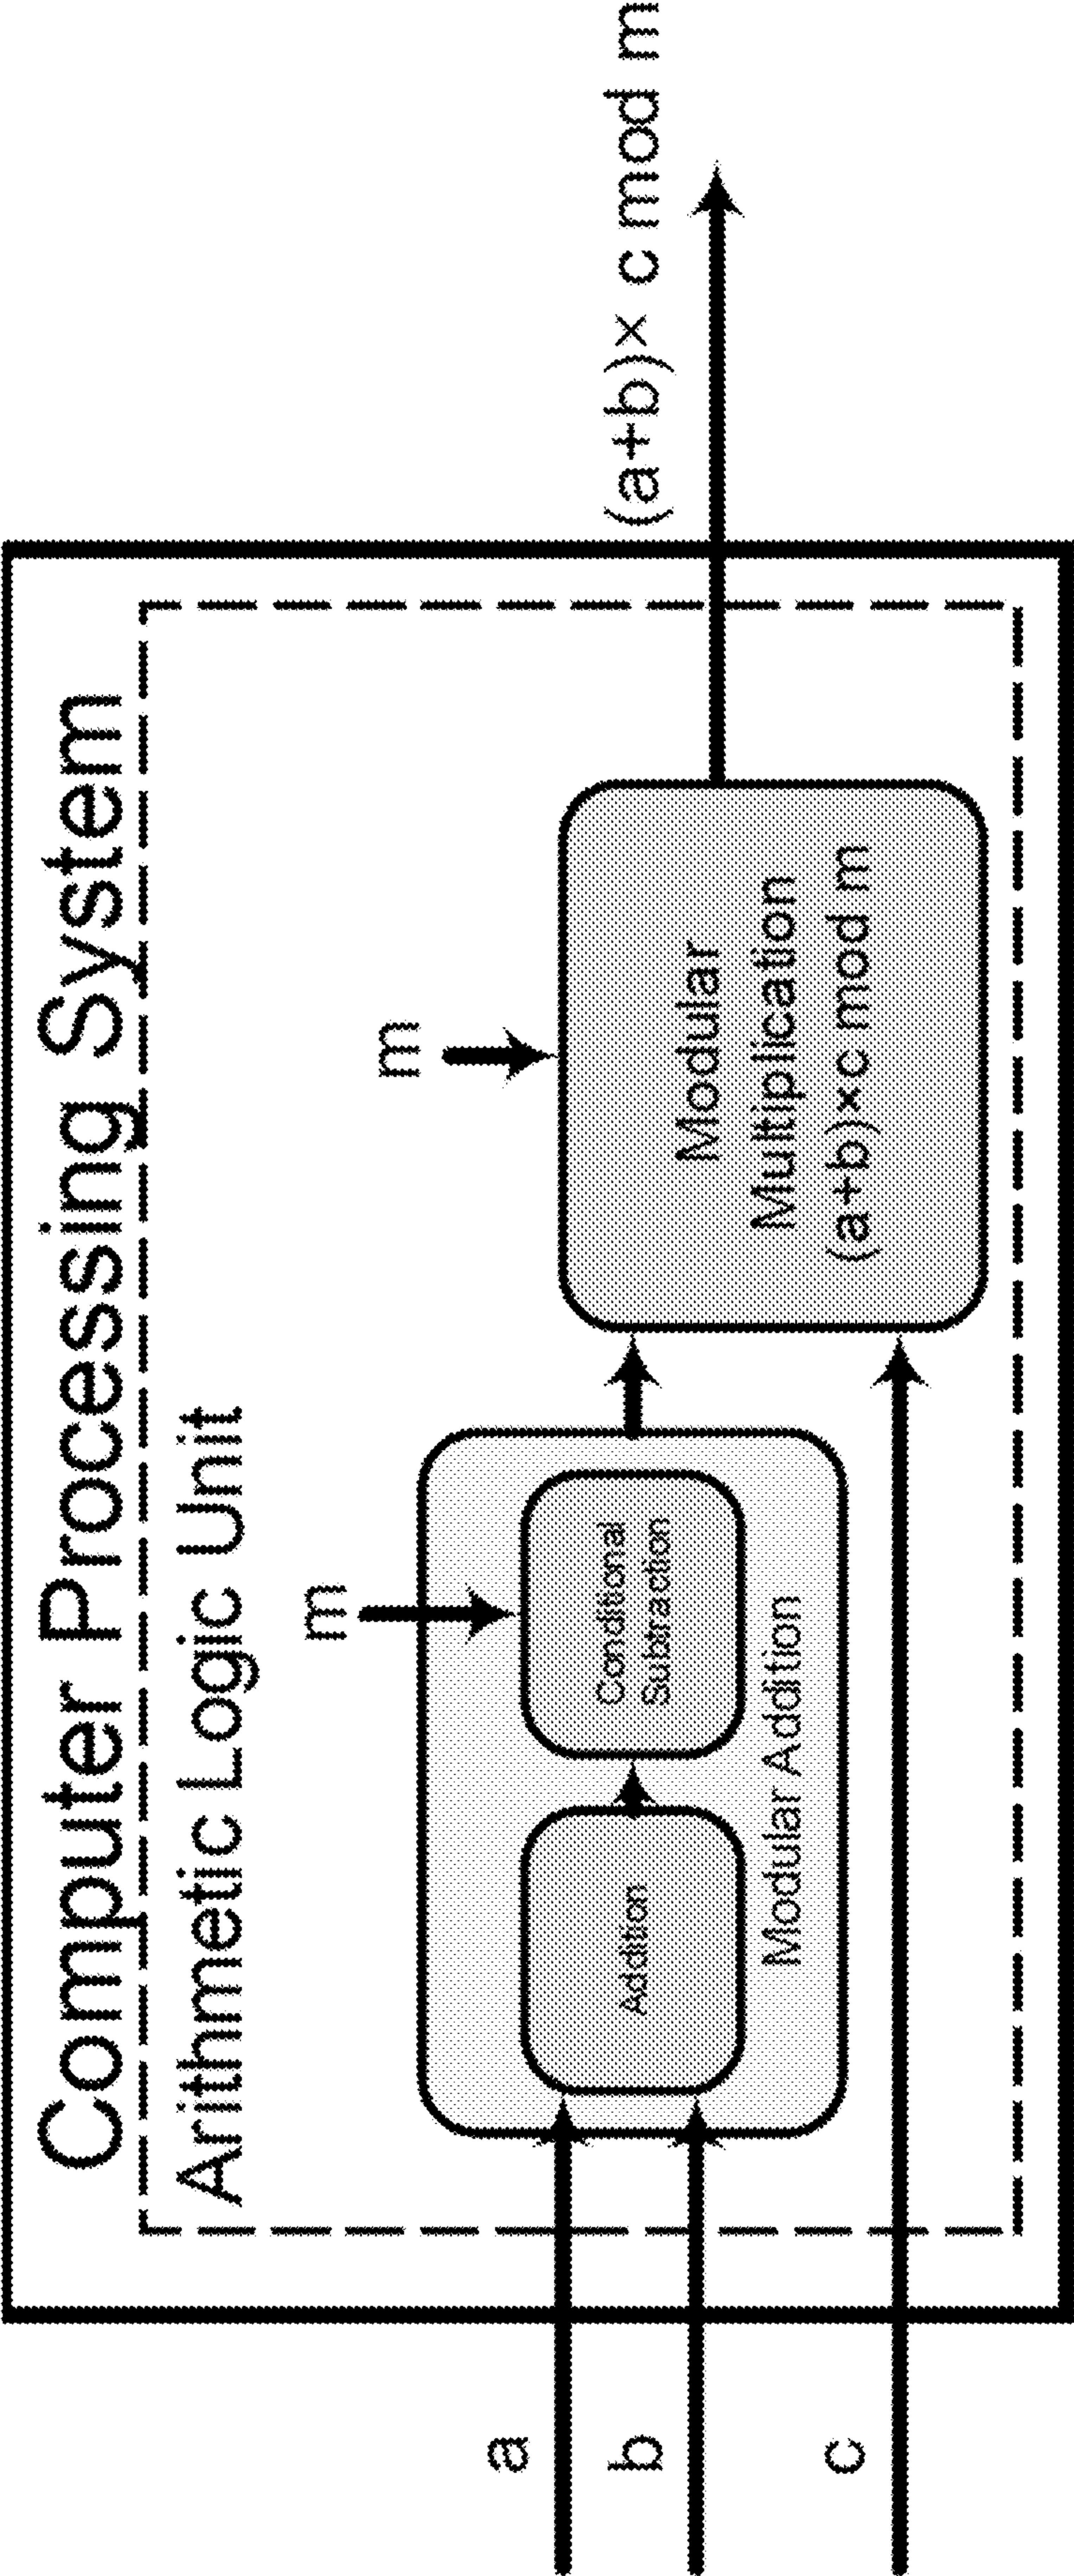 Computer Processing System
Arithmetic Logic Unit
m
m
a
b
c
Addition
Conditional
Subtraction
Modular Addition
Modular
Multiplication
(a+b)×c mod m
(a+b)× c mod m